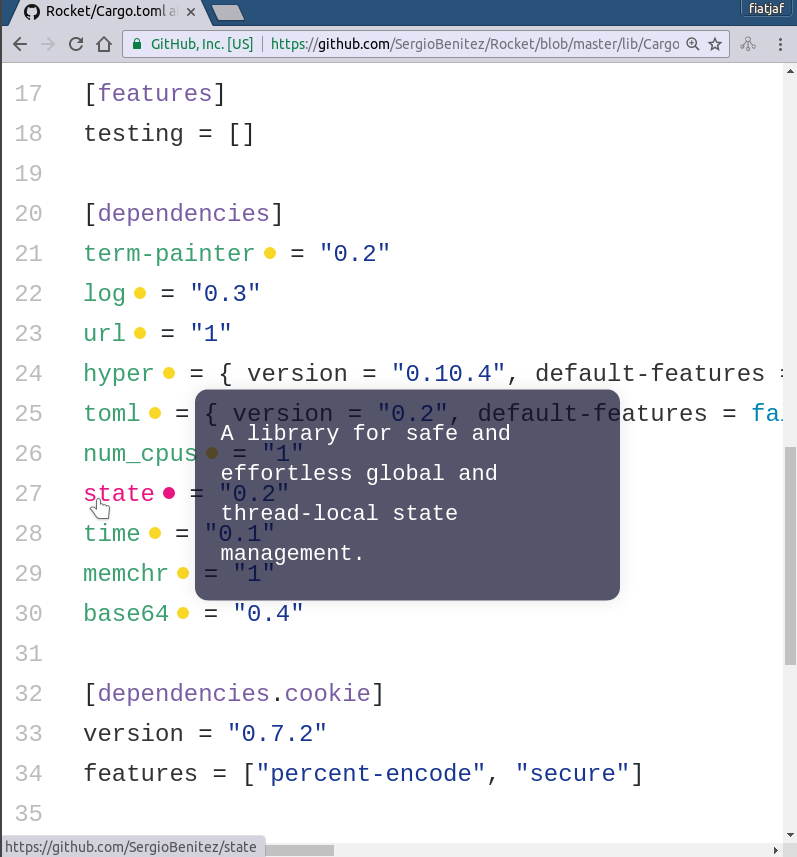 Rocket/Cargo.toml a
fiatjaf
GitHub, Inc. [US] https://github.com/SergioBenitez/Rocket/blob/master/lib/Cargo
17 [features]
18 testing = []
19
20 [dependencies]
21 term-painter = "0.2"
22 log = "0.3"
23 url = "1"
24 hyper = { version = "0.10.4", default-features =
25 toml = { version = "0.2", default-features = fa
A library for safe and
26 num_cpus = "1"
effortless global and
27 state = "0.2"
thread-local state
28 time = "0.1"
management.
29 memchr = "1"
30 base64 = "0.4"
31
32 [dependencies.cookie]
33 version = "0.7.2"
34 features = ["percent-encode", "secure"]
35
https://github.com/SergioBenitez/state